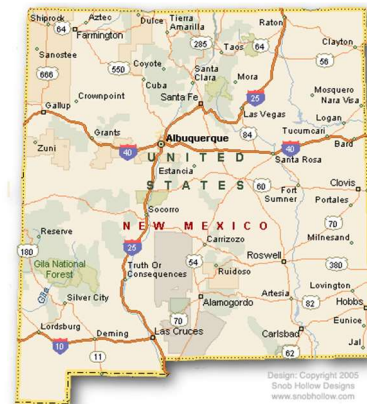 Shiprock
Aztec
Dulce
Tierra
Amarilla
Raton
64
Farmington
285
Taos
64
Clayton
56
Sanostee
666
550
Coyote
Santa
Clara
Mora
Cuba
Crownpoint
Santa Fe
25
Mosquero
Nara Visa
Gallup
Las Vegas
Logan
Grants
84
Tucumcari
Albuquerque
40
Zuni
40
Bard
UNITED
Santa Rosa
Estancia
STATES
60
Fort
Sumner
Clovis
Portales
Socorro
NEW MEXICO
70
Reserve
25
Carrizozo
Milnesand
180
Gila National
Forest
Truth Or
Consequences
54
Ruidoso
Roswell
380
Gila
Silver City
Alamogordo
Artesia
Lovington
82
Hobbs
Lordsburg
Deming
70
Las Cruces
Carlsbad
Eunice
10
11
62
Jal
Design: Copyright 2005
Snob Hollow Designs
www.snobhollow.com